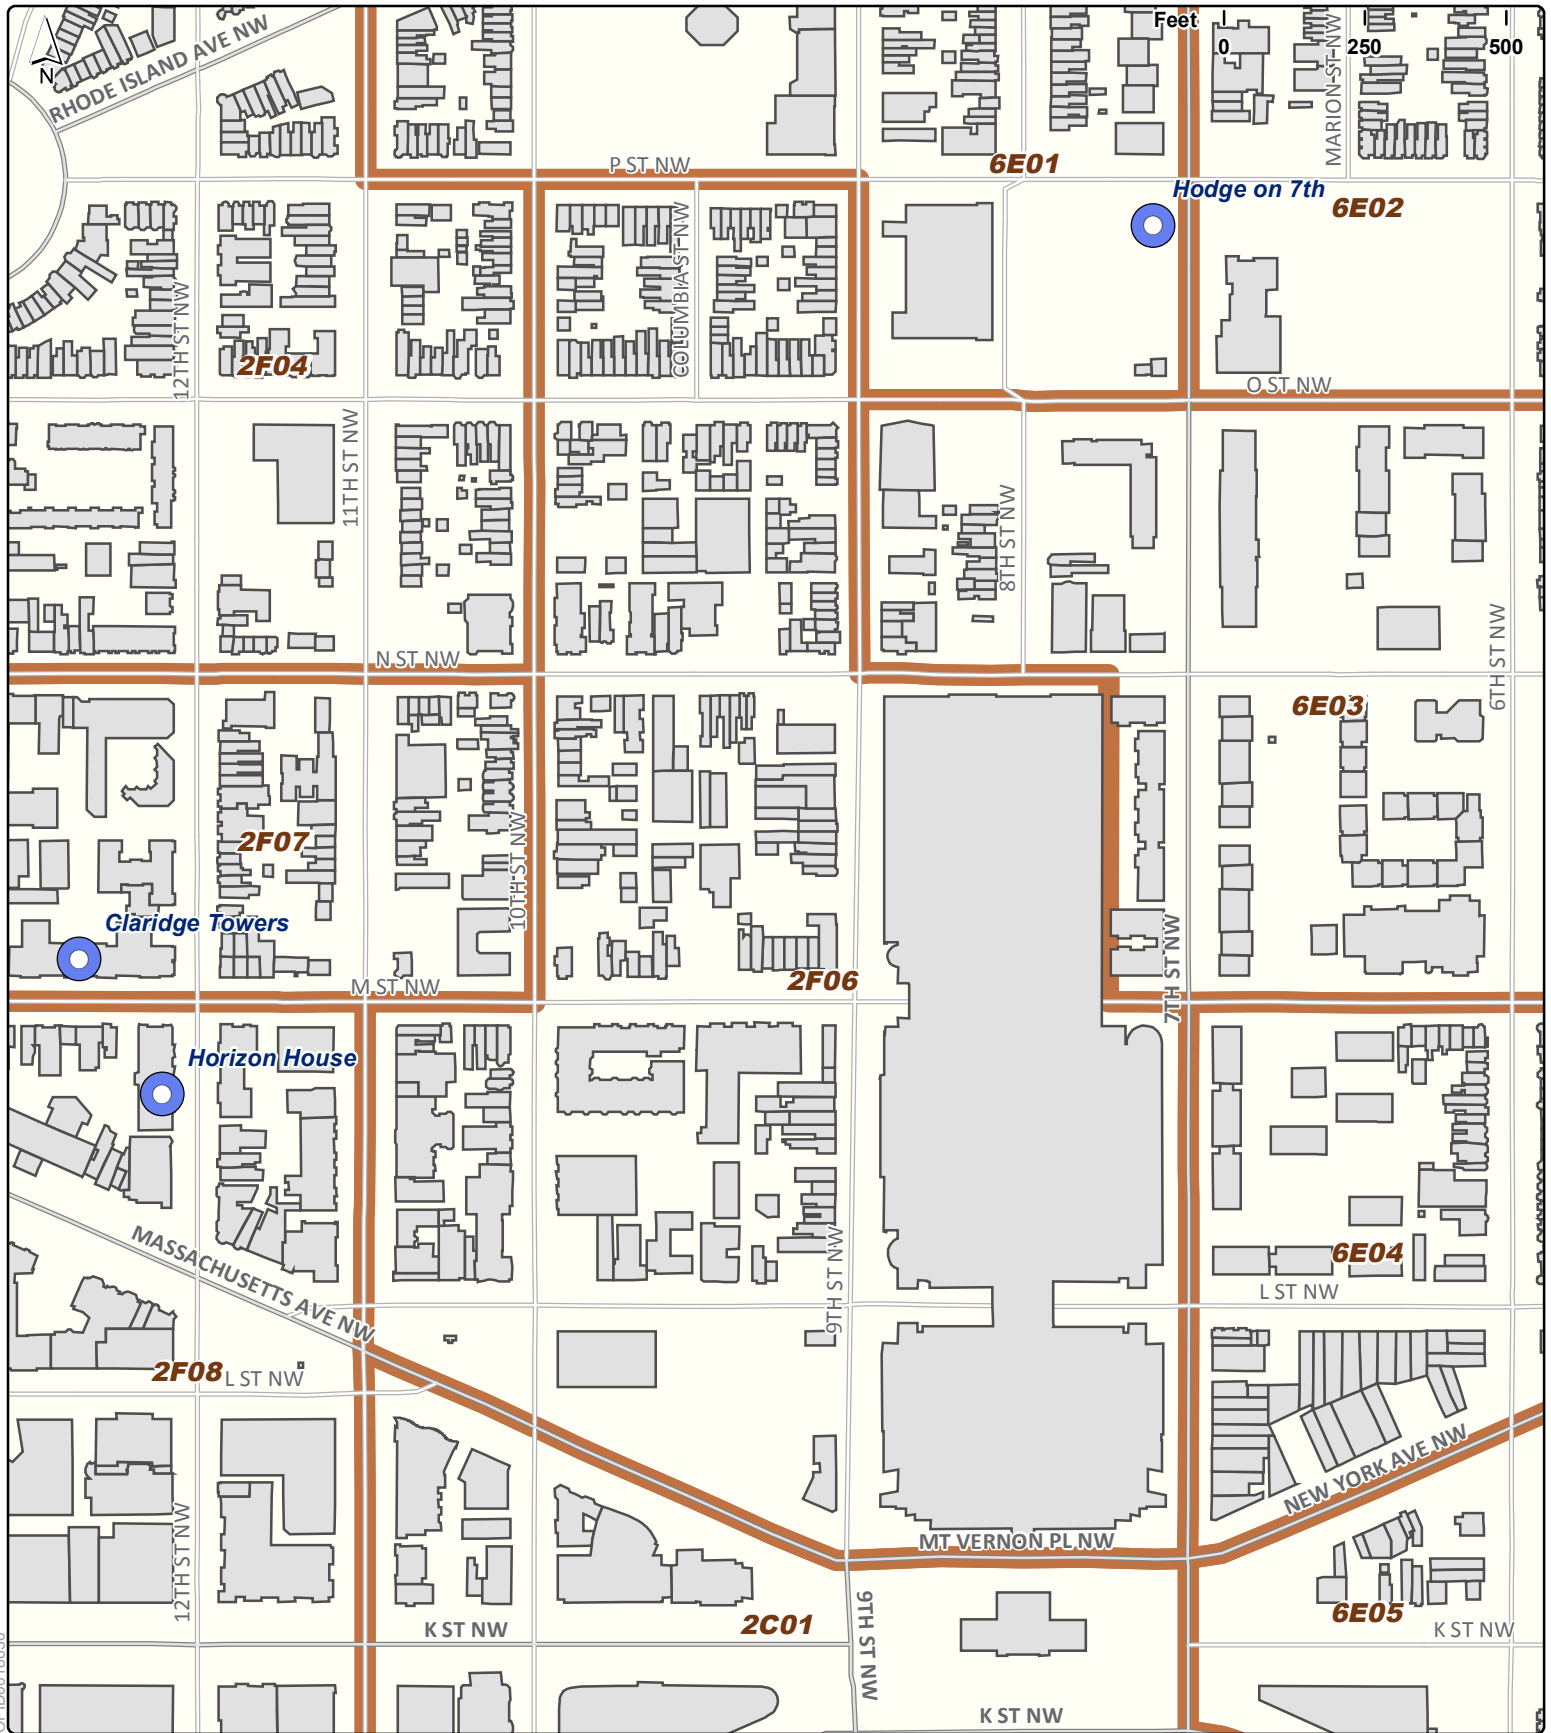 Feet
0
250
500
N
RHODE ISLAND AVE NW
MARION ST NW
P ST NW
6E01
Hodge on 7th
6E02
COLUMBIA ST NW
12TH ST NW
2F04
O ST NW
11TH ST NW
8TH ST NW
6TH ST NW
N ST NW
6E03
2F07
10TH ST NW
Claridge Towers
7TH ST NW
2F06
M ST NW
Horizon House
MASSACHUSETTS AVE NW
9TH ST NW
6E04
L ST NW
2F08
L ST NW
NEW YORK AVE NW
12TH ST NW
MT VERNON PL NW
9TH ST NW
2C01
6E05
K ST NW
K ST NW
K ST NW